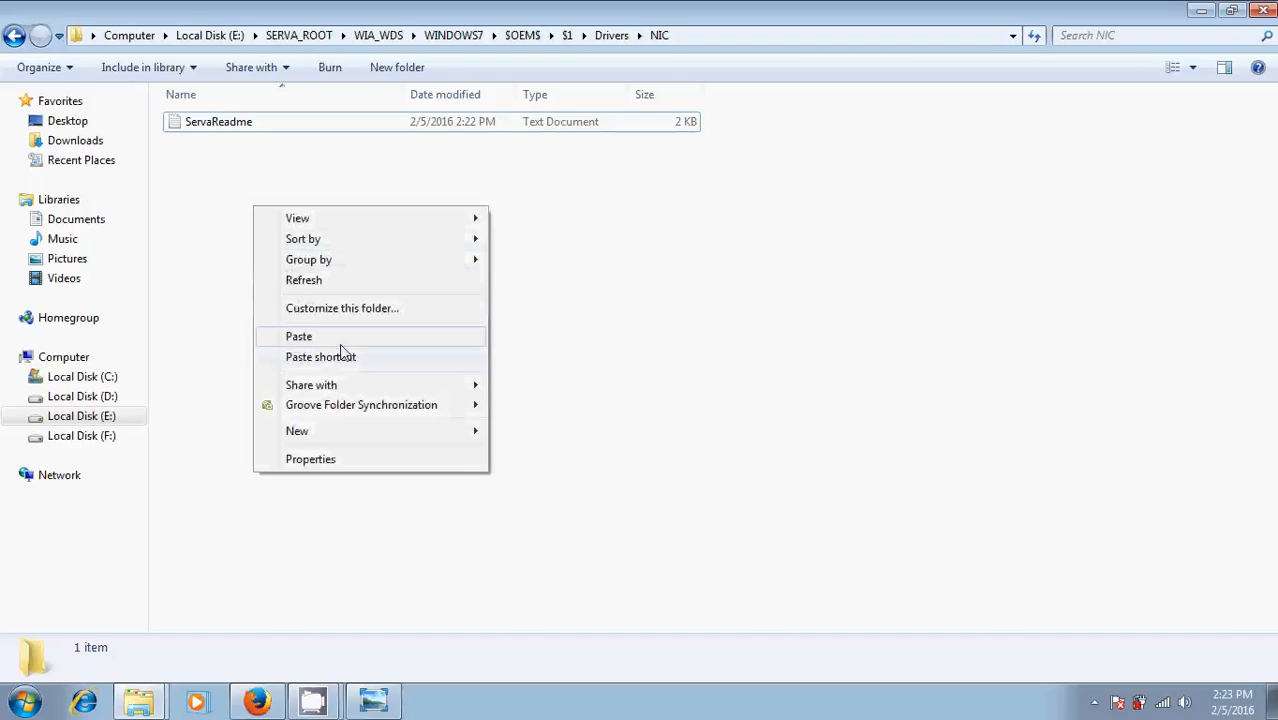 Computer Local Disk (E:) SERVA_ROOT WIA_WDS WINDOWS7 $OEM$ $1 Drivers NIC Search NIC
Organize Include in library Share with Burn New folder
Name Date modified Type Size
ServaReadme 2/5/2016 2:22 PM Text Document 2 KB
Favorites
Desktop
Downloads
Recent Places
Libraries
Documents
Music
Pictures
Videos
Homegroup
Computer
Local Disk (C:)
Local Disk (D:)
Local Disk (E:)
Local Disk (F:)
Network
View
Sort by
Group by
Refresh
Customize this folder...
Paste
Paste shortcut
Share with
Groove Folder Synchronization
New
Properties
1 item
2:23 PM
2/5/2016